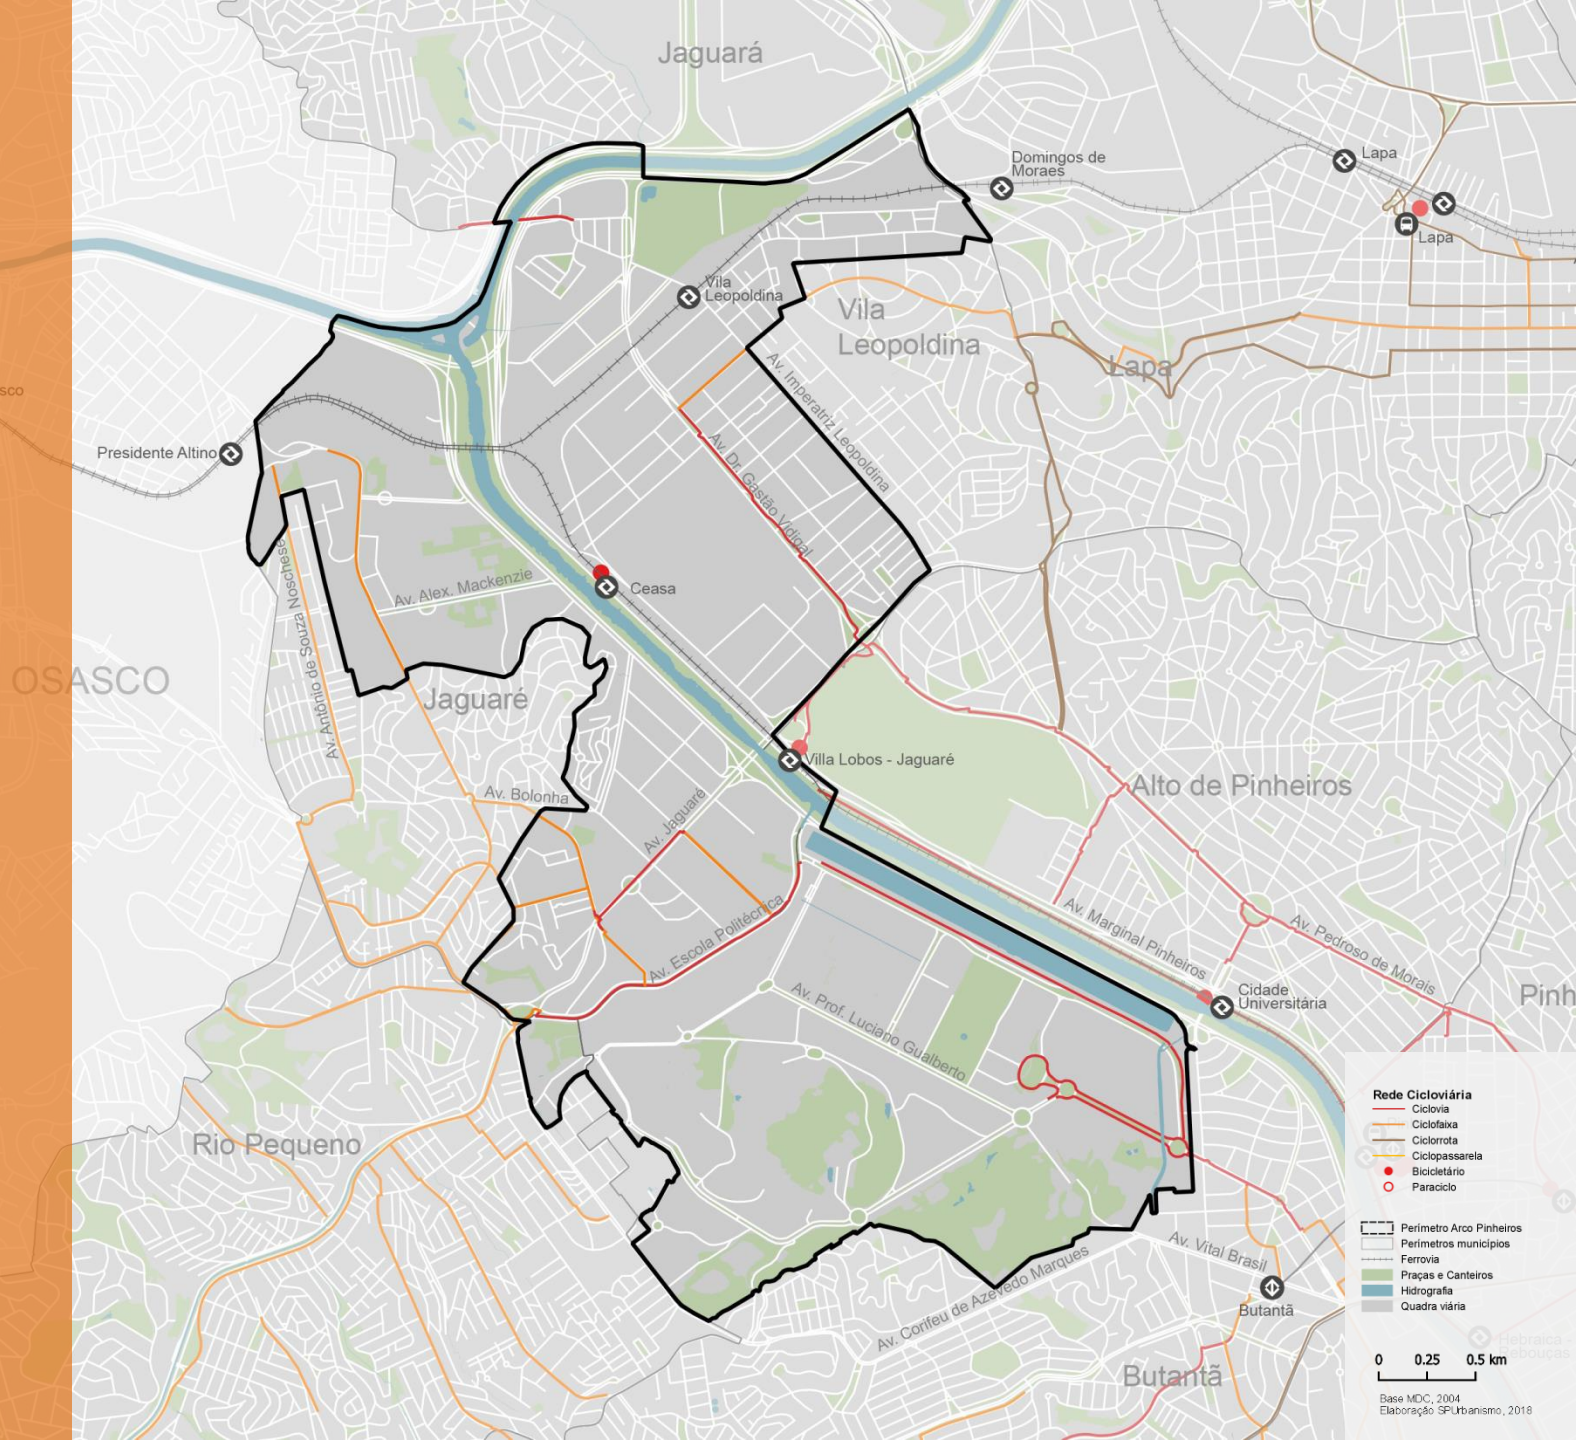 Jaguará
Domingos de
Moraes
Lapa
Lapa
Vila
Leopoldina
Vila
Leopoldina
Lapa
Av. Imperatriz Leopoldina
sco
Presidente Altino
Av. Dr. Gastão Vidigal
Av. Antônio de Souza Noschese
Av. Alex. Mackenzie
Ceasa
OSASCO
Jaguaré
Villa Lobos - Jaguaré
Alto de Pinheiros
Av. Bolonha
Av. Jaguaré
Av. Escola Politécnica
Av. Marginal Pinheiros
Av. Pedroso de Morais
Av. Prof. Luciano Gualberto
Cidade
Universitária
Pinh
Rio Pequeno
Av. Vital Brasil
Av. Corifeu de Azevedo Marques
Butantã
Butantã
Hebraica -
Rebouças
Rede Cicloviária
Ciclovia
Ciclofaixa
Ciclorrota
Ciclopassarela
Bicicletário
Paraciclo
Perímetro Arco Pinheiros
Perímetros municípios
Ferrovia
Praças e Canteiros
Hidrografia
Quadra viária
0 0.25 0.5 km
Base MDC, 2004
Elaboração SPUrbanismo, 2018